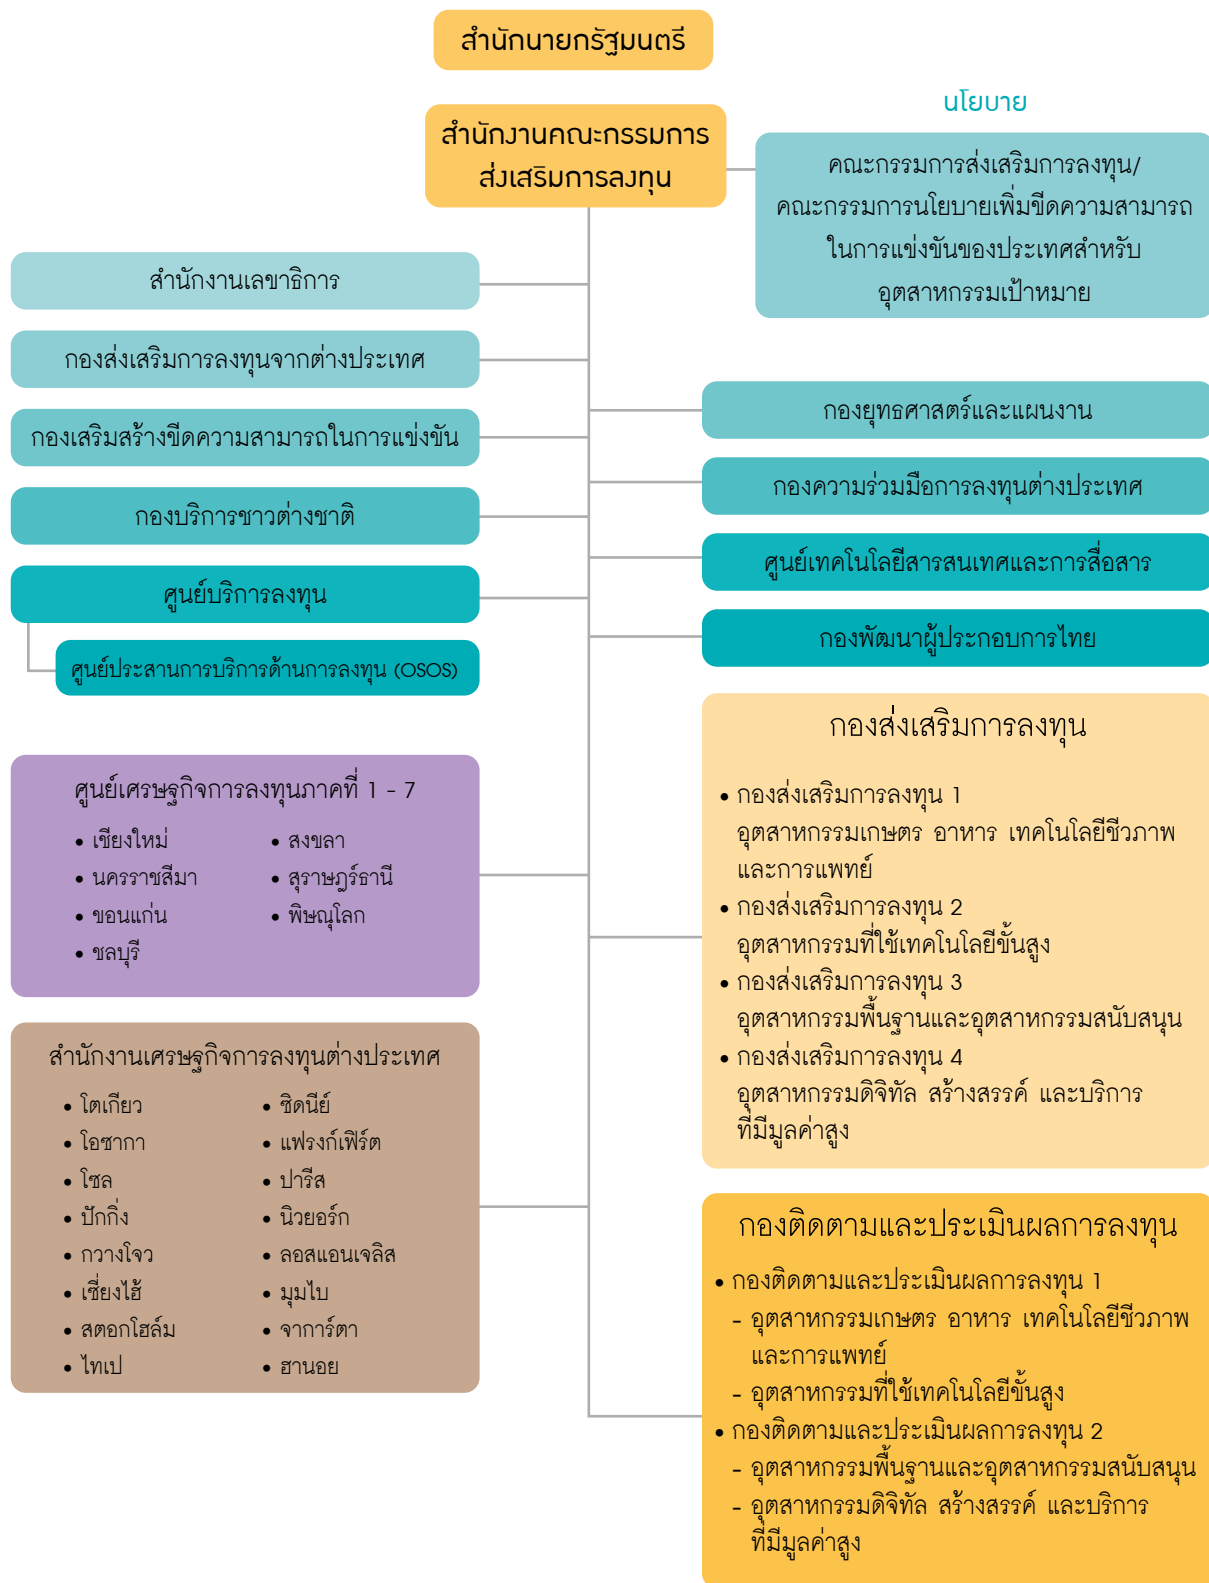 สำนักนายกรัฐมนตรี
สำนักงานคณะกรรมการ
ส่งเสริมการลงทุน
นโยบาย
คณะกรรมการส่งเสริมการลงทุน/
คณะกรรมการนโยบายเพิ่มขีดความสามารถ
ในการแข่งขันของประเทศสำหรับ
อุตสาหกรรมเป้าหมาย
สำนักงานเลขาธิการ
กองส่งเสริมการลงทุนจากต่างประเทศ
กองเสริมสร้างขีดความสามารถในการแข่งขัน
กองบริการชาวต่างชาติ
ศูนย์บริการลงทุน
ศูนย์ประสานการบริการด้านการลงทุน (OSOS)
กองยุทธศาสตร์และแผนงาน
กองความร่วมมือการลงทุนต่างประเทศ
ศูนย์เทคโนโลยีสารสนเทศและการสื่อสาร
กองพัฒนาผู้ประกอบการไทย
ศูนย์เศรษฐกิจการลงทุนภาคที่ 1 - 7
• เชียงใหม่
• นครราชสีมา
• ขอนแก่น
• ชลบุรี
• สงขลา
• สุราษฎร์ธานี
• พิษณุโลก
สำนักงานเศรษฐกิจการลงทุนต่างประเทศ
• โตเกียว
• โอซากา
• โซล
• ปักกิ่ง
• กวางโจว
• เซี่ยงไฮ้
• สตอกโฮล์ม
• ไทเป
• ซิดนีย์
• แฟรงก์เฟิร์ต
• ปารีส
• นิวยอร์ก
• ลอสแอนเจลิส
• มุมไบ
• จาการ์ตา
• ฮานอย
กองส่งเสริมการลงทุน
• กองส่งเสริมการลงทุน 1
อุตสาหกรรมเกษตร อาหาร เทคโนโลยีชีวภาพ
และการแพทย์
• กองส่งเสริมการลงทุน 2
อุตสาหกรรมที่ใช้เทคโนโลยีขั้นสูง
• กองส่งเสริมการลงทุน 3
อุตสาหกรรมพื้นฐานและอุตสาหกรรมสนับสนุน
• กองส่งเสริมการลงทุน 4
อุตสาหกรรมดิจิทัล สร้างสรรค์ และบริการ
ที่มีมูลค่าสูง
กองติดตามและประเมินผลการลงทุน
• กองติดตามและประเมินผลการลงทุน 1
- อุตสาหกรรมเกษตร อาหาร เทคโนโลยีชีวภาพ
และการแพทย์
- อุตสาหกรรมที่ใช้เทคโนโลยีขั้นสูง
• กองติดตามและประเมินผลการลงทุน 2
- อุตสาหกรรมพื้นฐานและอุตสาหกรรมสนับสนุน
- อุตสาหกรรมดิจิทัล สร้างสรรค์ และบริการ
ที่มีมูลค่าสูง